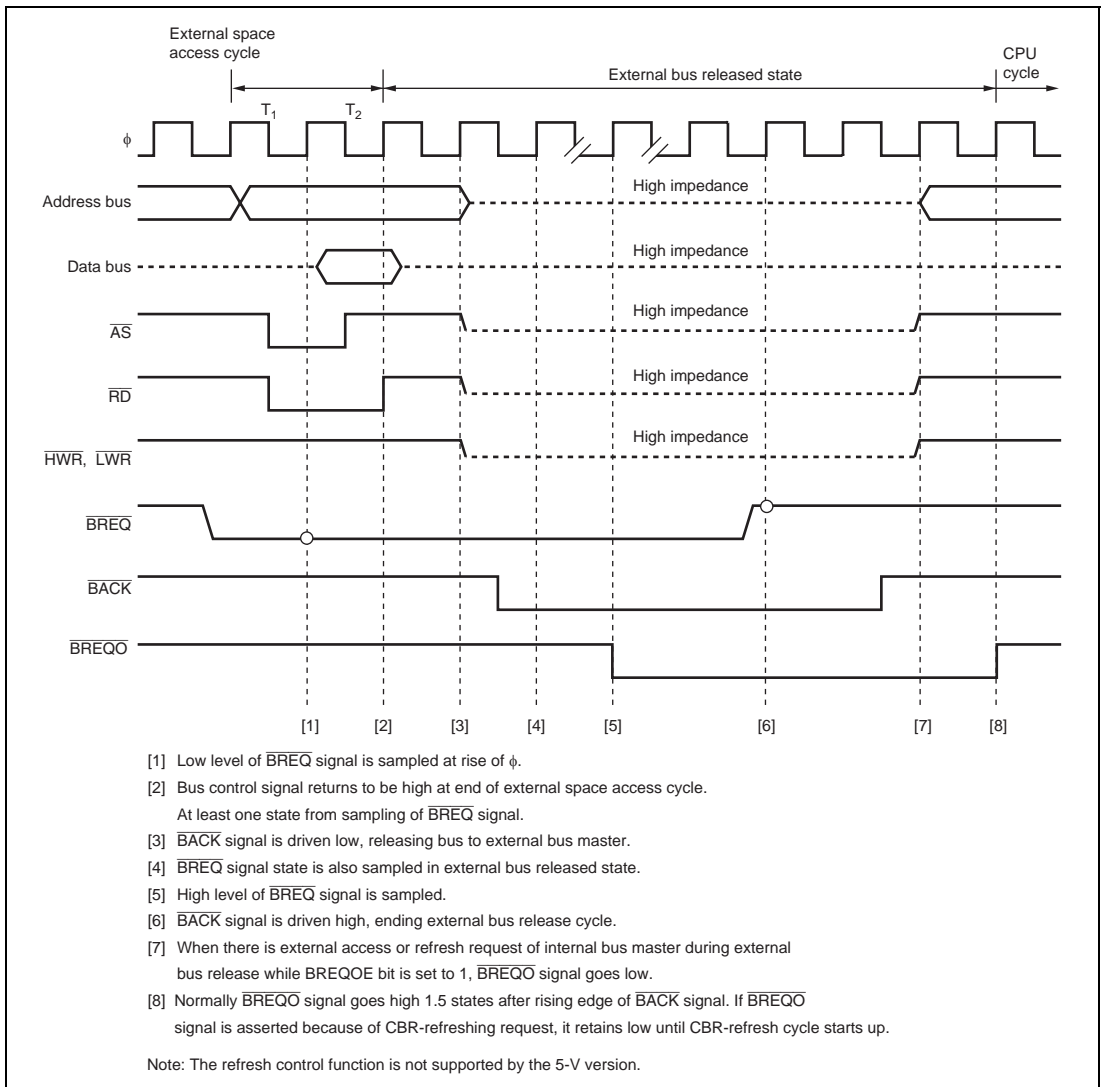 External space
access cycle
External bus released state
CPU
cycle
T1
T2
ϕ
Address bus
High impedance
Data bus
High impedance
AS
High impedance
RD
High impedance
HWR, LWR
High impedance
BREQ
BACK
BREQO
[1] [2] [3] [4] [5] [6] [7] [8]
[1] Low level of BREQ signal is sampled at rise of ϕ.
[2] Bus control signal returns to be high at end of external space access cycle.
At least one state from sampling of BREQ signal.
[3] BACK signal is driven low, releasing bus to external bus master.
[4] BREQ signal state is also sampled in external bus released state.
[5] High level of BREQ signal is sampled.
[6] BACK signal is driven high, ending external bus release cycle.
[7] When there is external access or refresh request of internal bus master during external
bus release while BREQOE bit is set to 1, BREQO signal goes low.
[8] Normally BREQO signal goes high 1.5 states after rising edge of BACK signal. If BREQO
signal is asserted because of CBR-refreshing request, it retains low until CBR-refresh cycle starts up.
Note: The refresh control function is not supported by the 5-V version.